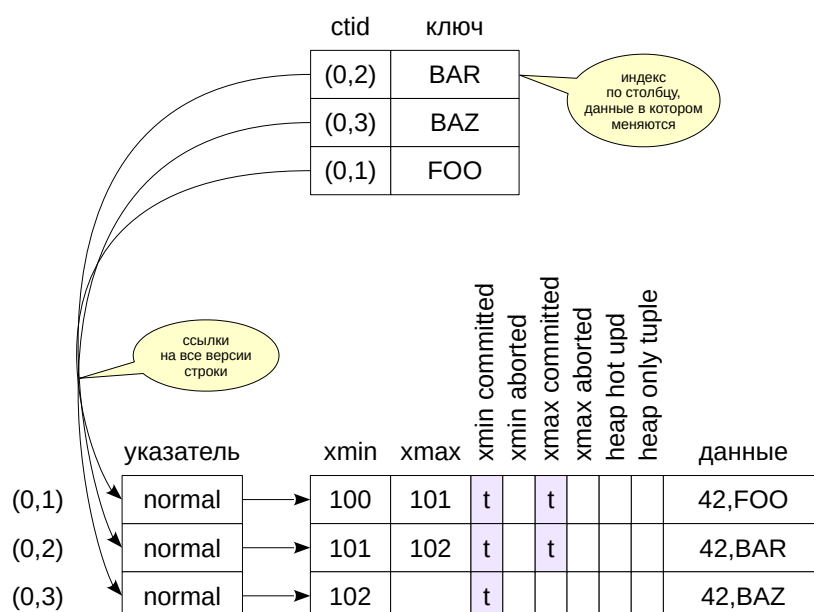 ctid ключ
(0,2) BAR
(0,3) BAZ
(0,1) FOO
индекс
по столбцу,
данные в котором
меняются
ссылки
на все версии
строки
указатель xmin xmax xmin committed xmin aborted xmax committed xmax aborted heap hot upd heap only tuple данные
(0,1) normal 100 101 t t 42,FOO
(0,2) normal 101 102 t t 42,BAR
(0,3) normal 102 t 42,BAZ